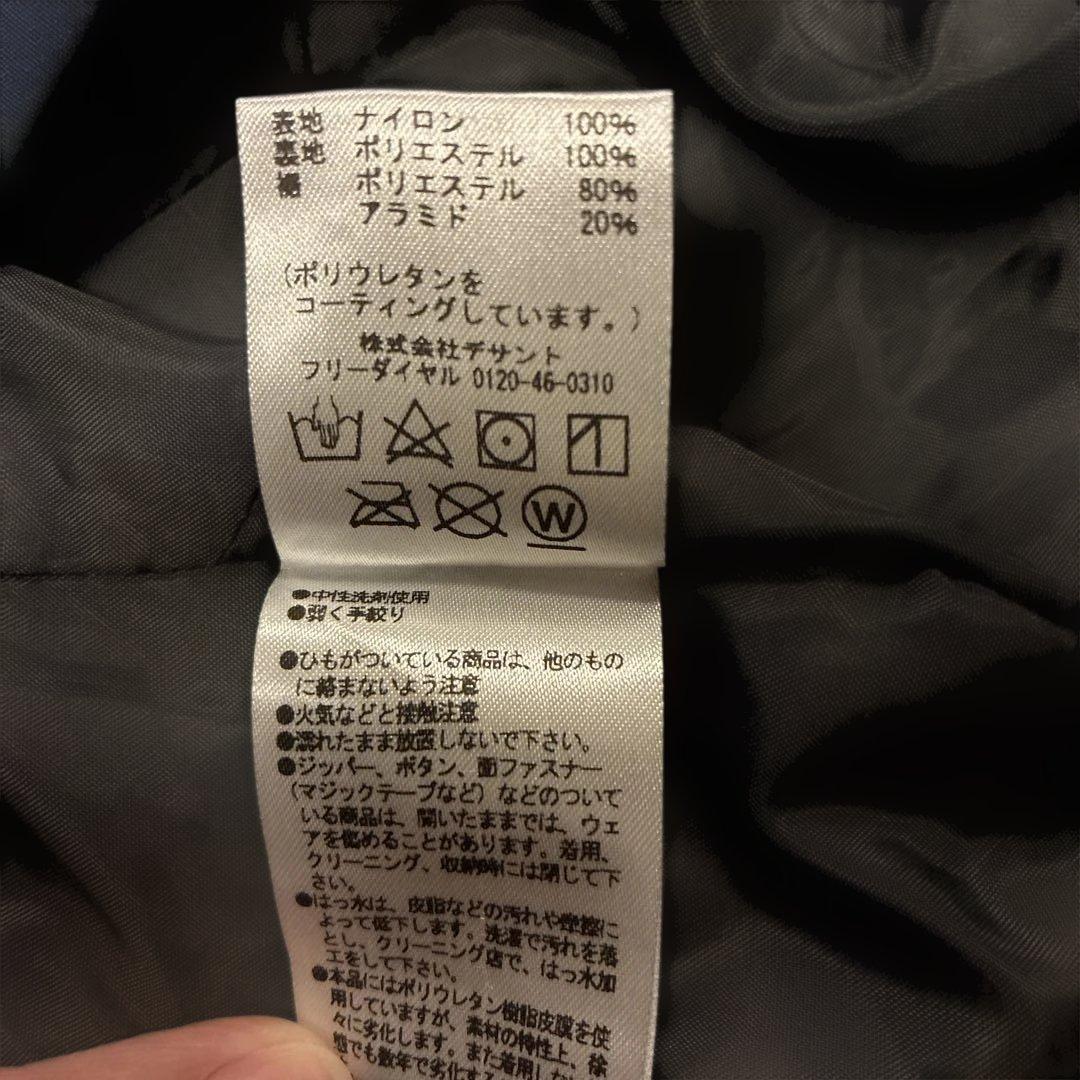 表地 ナイロン 100%
裏地 ポリエステル 100%
裾 ポリエステル 80%
アラミド 20%
(ポリウレタンを
コーティングしています。)
株式会社デサント
フリーダイヤル 0120-46-0310
W
●中性洗剤使用
●弱く手絞り
●ひもがついている商品は、他のもの
に絡まないよう注意
●火気などと接触注意
●濡れたまま放置しないで下さい。
●ジッパー、ボタン、面ファスナー
(マジックテープなど)などのついて
いる商品は、開いたままでは、ウェ
アを傷めることがあります。着用、
クリーニング、収納時には閉じて下
さい。
●はっ水は、皮脂などの汚れや摩擦に
よって低下します。洗濯で汚れを落
とし、クリーニング店で、はっ水加
工をして下さい。
●本品にはポリウレタン樹脂皮膜を使
用していますが、素材の特性上、徐
々に劣化します。また着用しな
態でも数年で劣化する